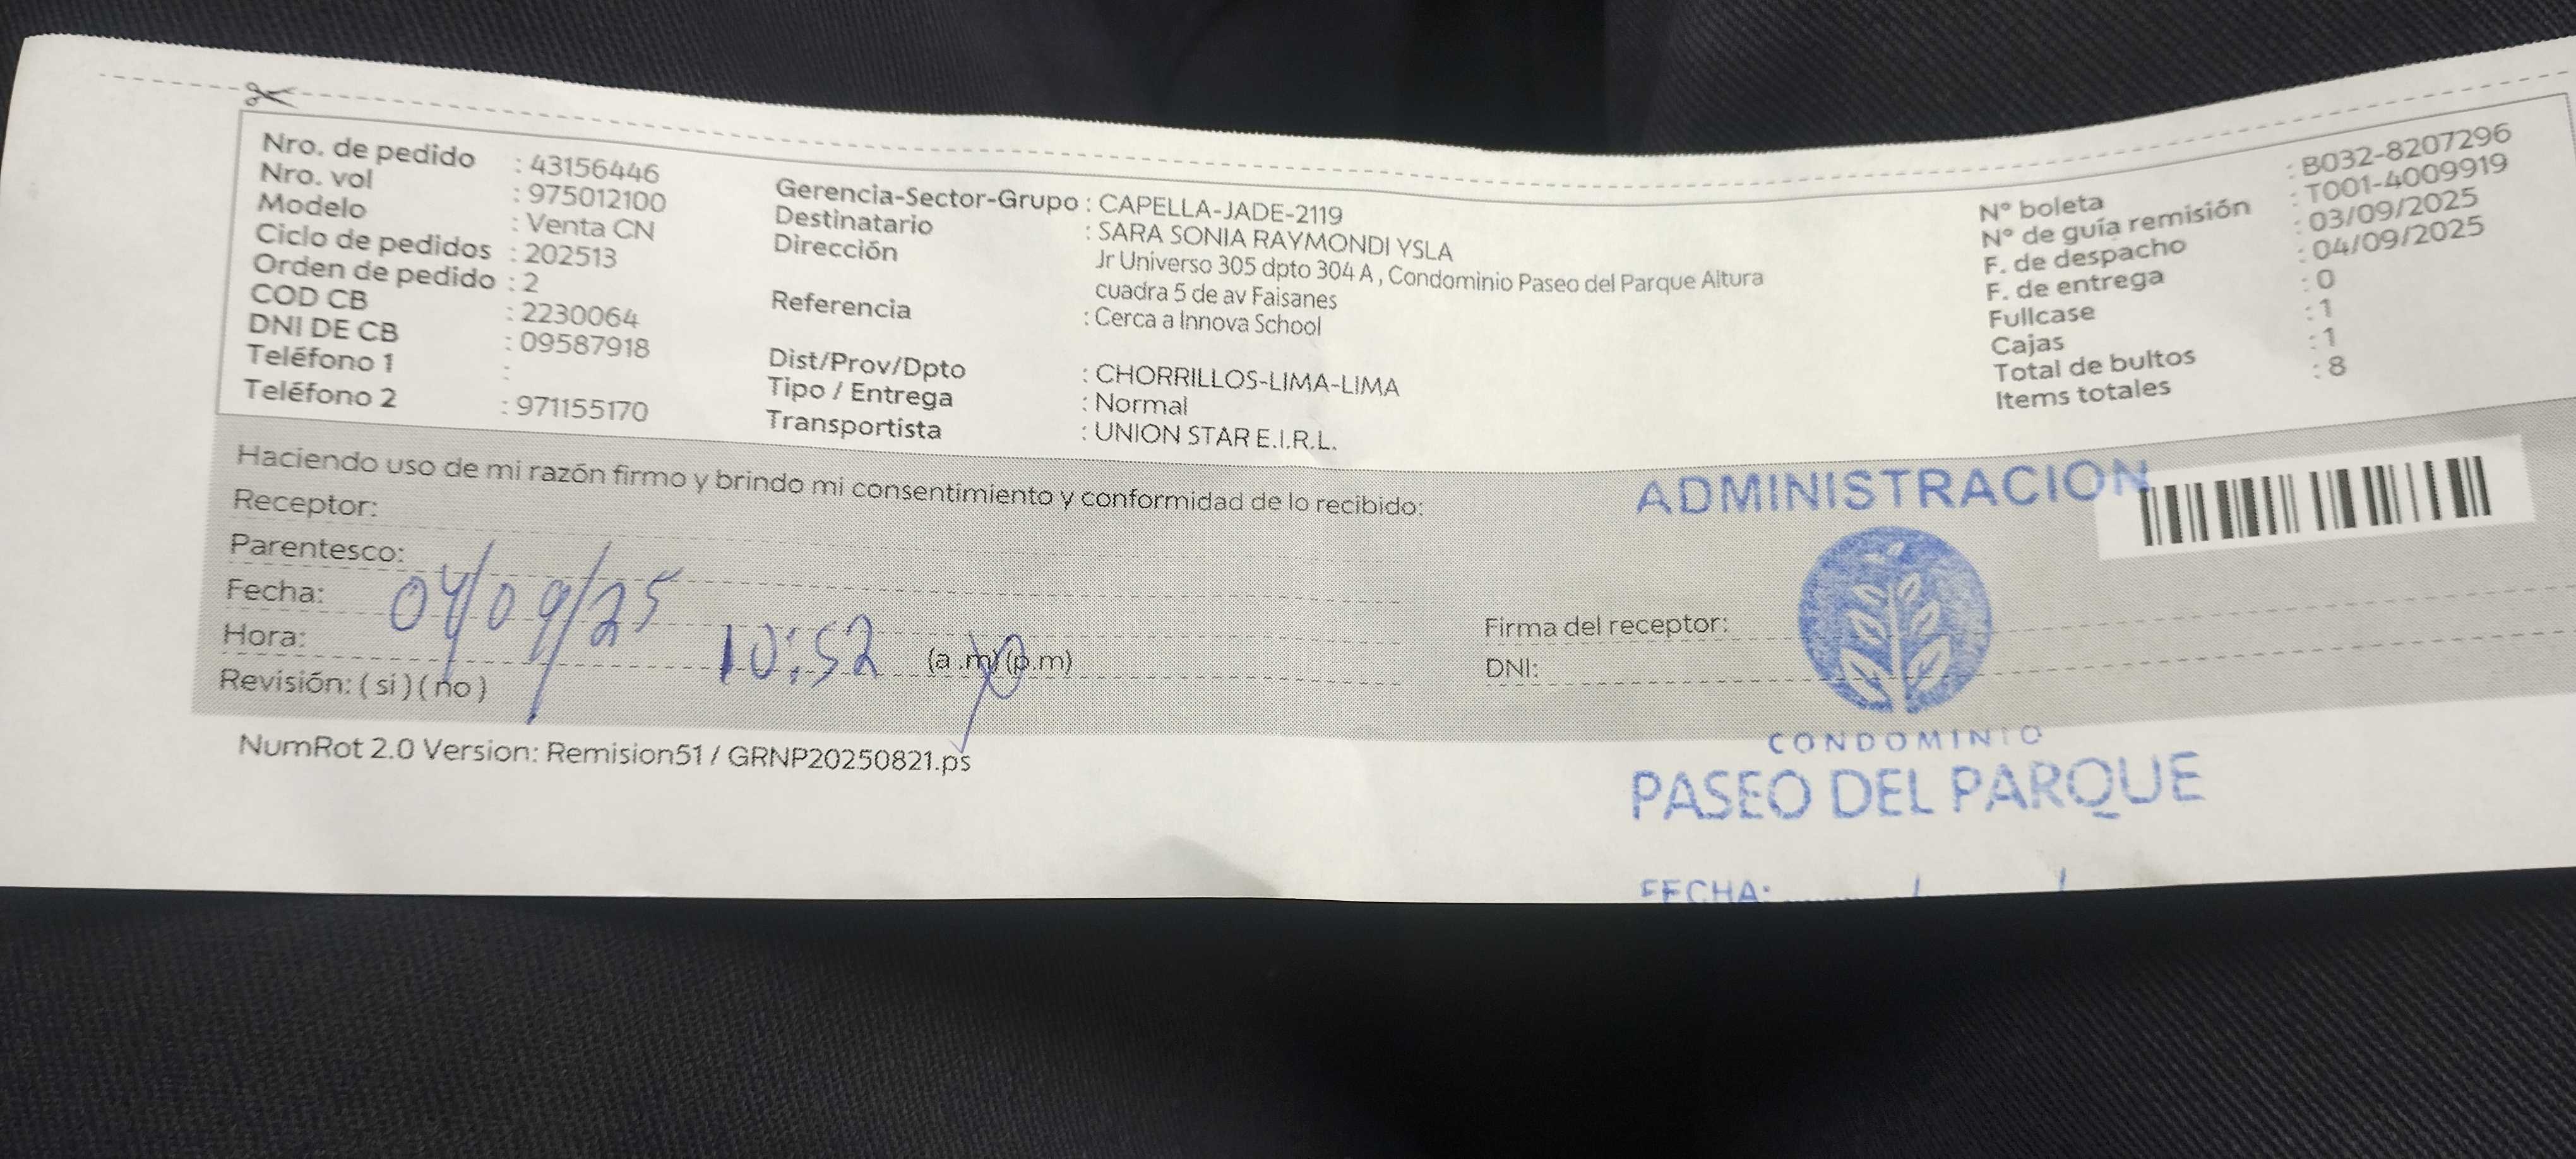 Nro. de pedido : 43156446
Nro. vol : 975012100
Modelo : Venta CN
Ciclo de pedidos : 202513
Orden de pedido : 2
COD CB : 2230064
DNI DE CB : 09587918
Teléfono 1 :
Teléfono 2 : 971155170
Gerencia-Sector-Grupo : CAPELLA-JADE-2119
Destinatario : SARA SONIA RAYMONDI YSLA
Dirección Jr Universo 305 dpto 304 A , Condominio Paseo del Parque Altura
cuadra 5 de av Faisanes
Referencia : Cerca a Innova School
Dist/Prov/Dpto : CHORRILLOS-LIMA-LIMA
Tipo / Entrega : Normal
Transportista : UNION STAR E.I.R.L.
N° boleta : B032-8207296
N° de guía remisión : T001-4009919
F. de despacho : 03/09/2025
F. de entrega : 04/09/2025
Fullcase : 0
Cajas : 1
Total de bultos : 1
Items totales : 8
Haciendo uso de mi razón firmo y brindo mi consentimiento y conformidad de lo recibido:
Receptor:
Parentesco:
Fecha: 04/09/25
Hora: 10:52 (a .m) (p.m)
Revisión: ( si ) ( no )
Firma del receptor:
DNI:
NumRot 2.0 Version: Remision51 / GRNP20250821.ps
ADMINISTRACION
CONDOMINIO
PASEO DEL PARQUE
FECHA: / /